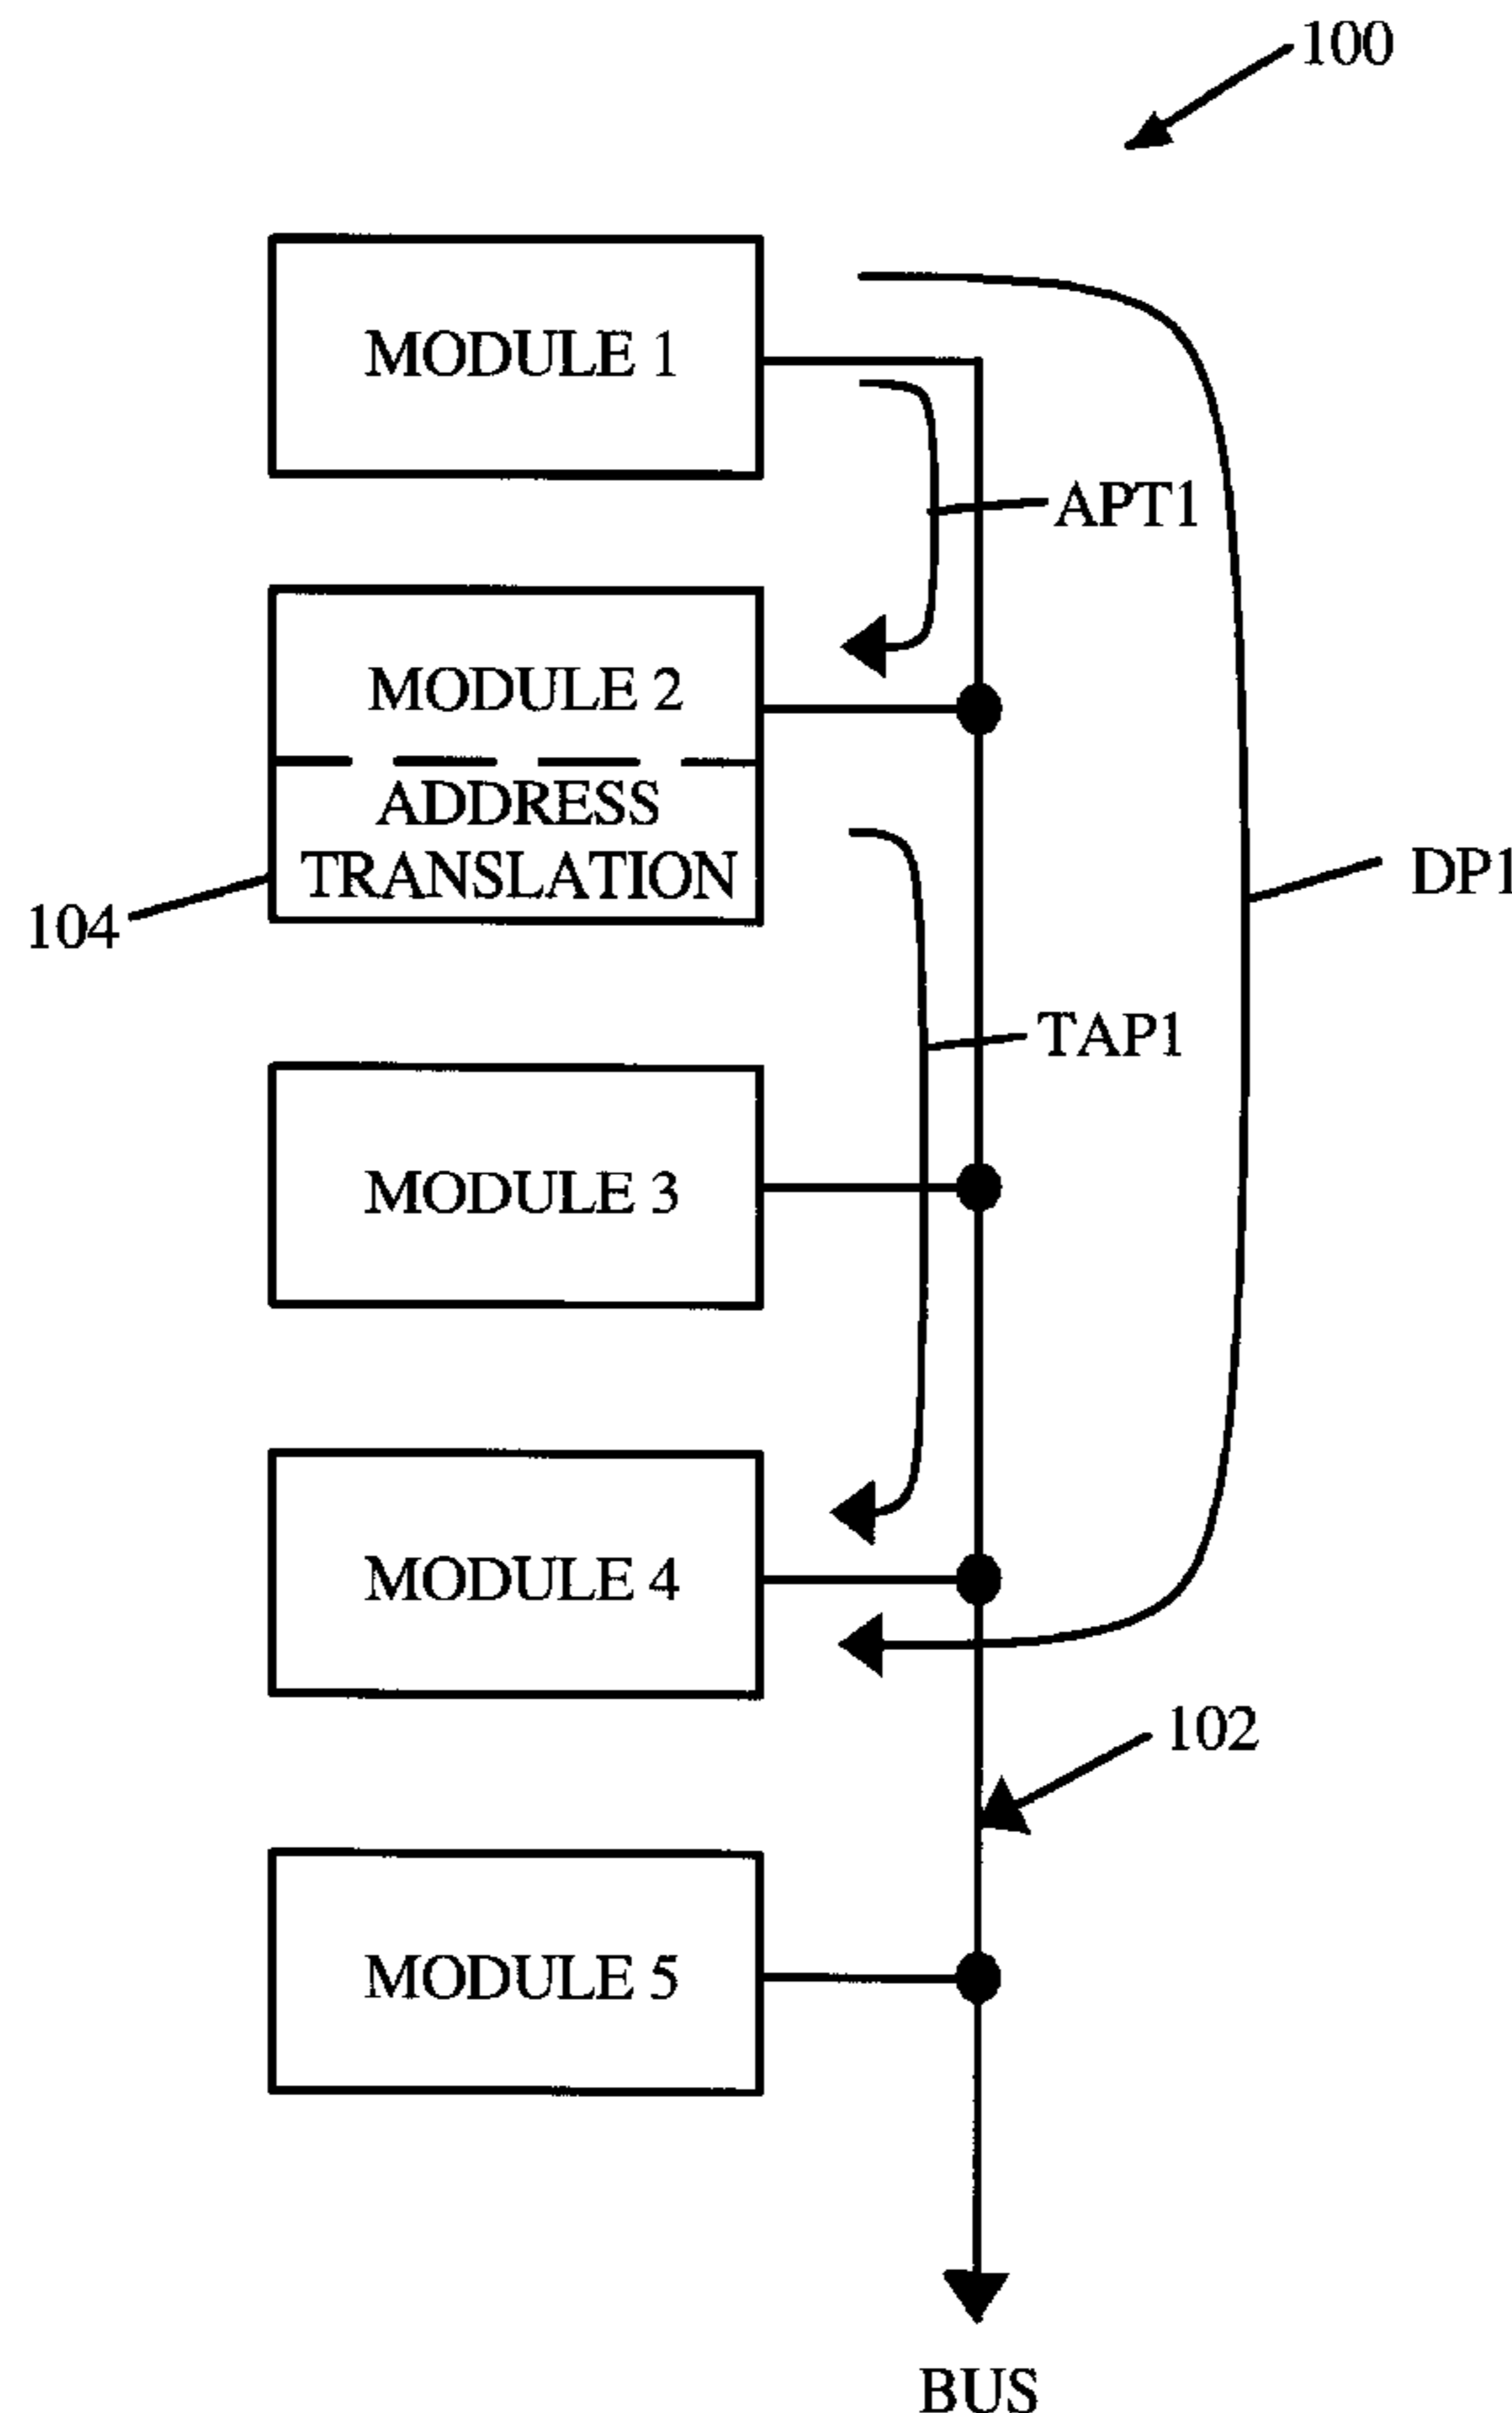 100
MODULE 1
APT1
MODULE 2
ADDRESS
TRANSLATION
DP1
104
TAP1
MODULE 3
MODULE 4
102
MODULE 5
BUS